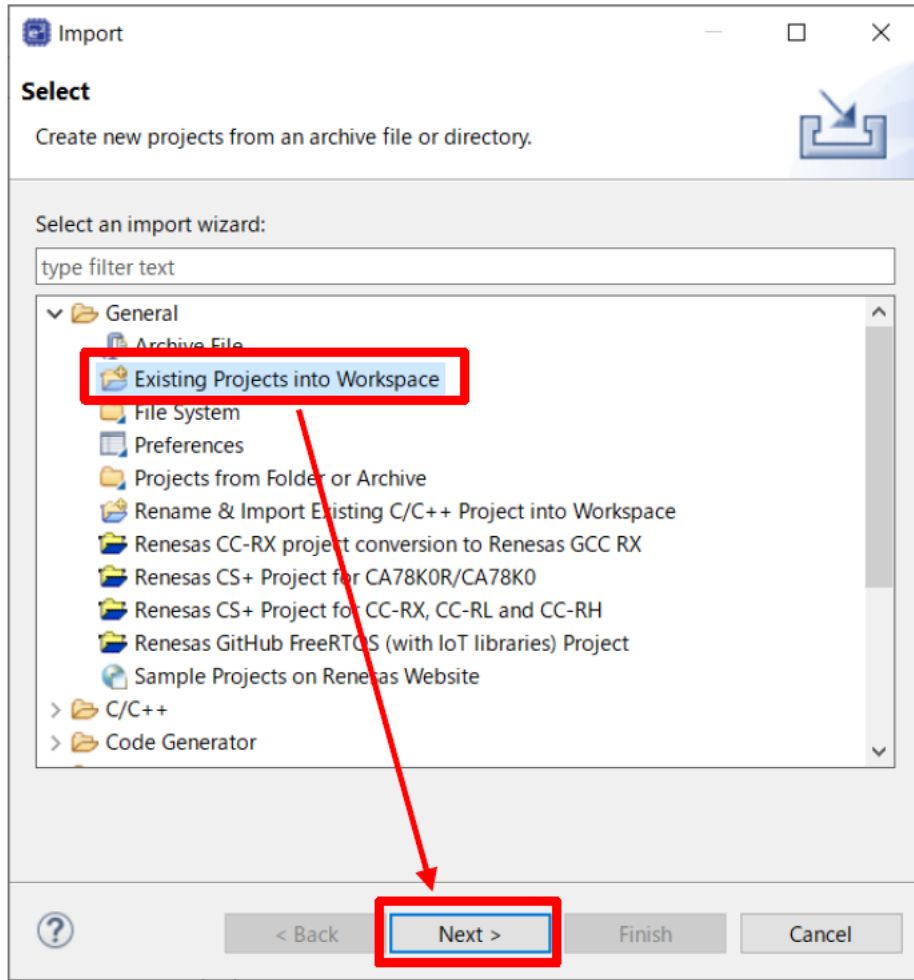 Import
Select
Create new projects from an archive file or directory.
Select an import wizard:
type filter text
General
Archive File
Existing Projects into Workspace
File System
Preferences
Projects from Folder or Archive
Rename & Import Existing C/C++ Project into Workspace
Renesas CC-RX project conversion to Renesas GCC RX
Renesas CS+ Project for CA78K0R/CA78K0
Renesas CS+ Project for CC-RX, CC-RL and CC-RH
Renesas GitHub FreeRTOS (with IoT libraries) Project
Sample Projects on Renesas Website
C/C++
Code Generator
? < Back Next > Finish Cancel